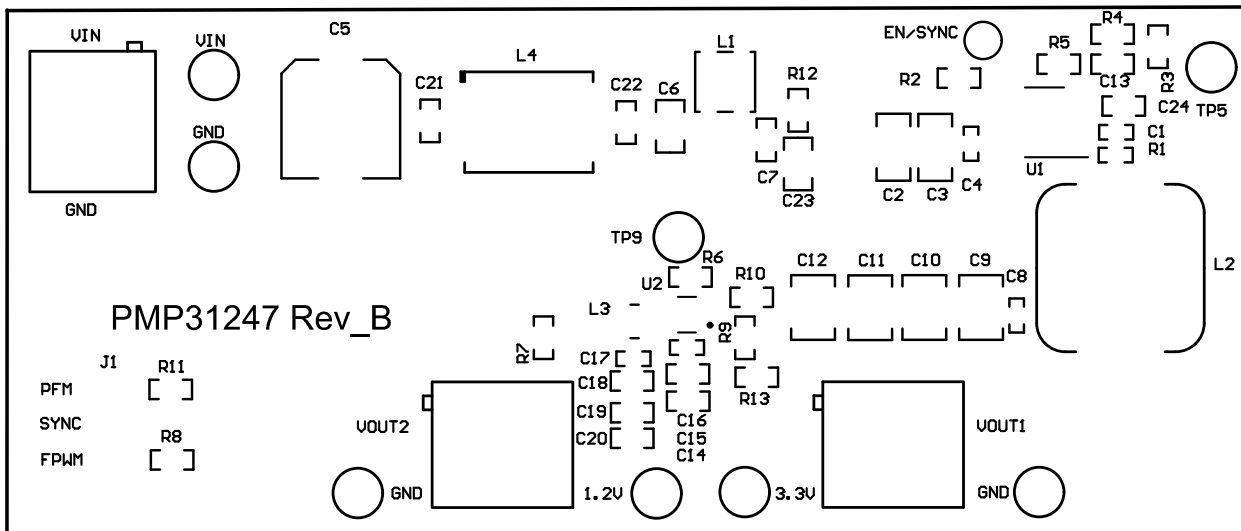 VIN
VIN
C5
L4
L1
EN/SYNC
R4
R5
R3
C21
C22
C6
R12
R2
C13
TP5
C24
GND
C1
R1
U1
C7
C23
C2
C3
C4
GND
TP9
R6
U2
R10
C12
C11
C10
C9
C8
L2
L3
R9
PMP31247 Rev_B
R7
J1
R11
C17
PFM
C18
R13
SYNC
C19
C16
VOUT2
VOUT1
R8
C20
C15
FPWM
C14
GND
1.2V
3.3V
GND